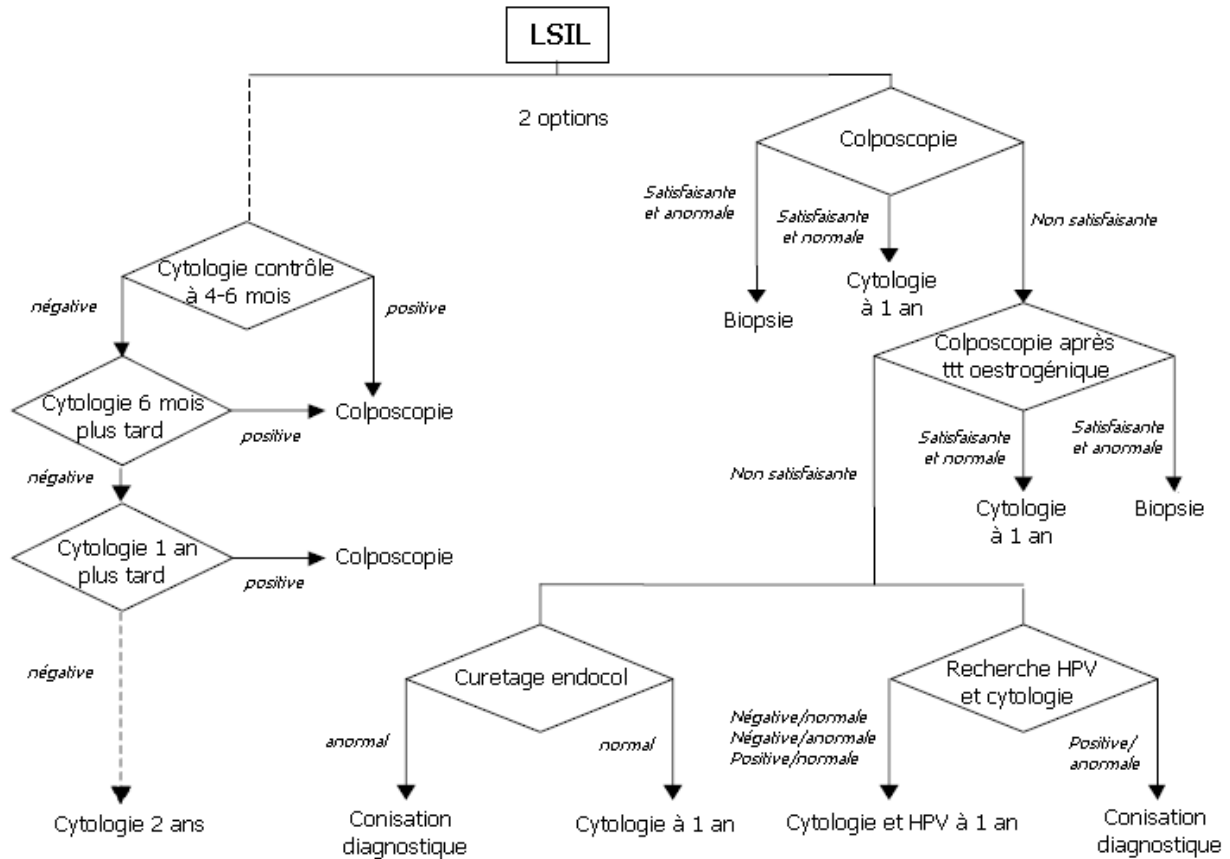 LSIL
2 options
Colposcopie
Satisfaisante
et anormale
Satisfaisante
et normale
Non satisfaisante
Biopsie
Cytologie
à 1 an
Cytologie contrôle
à 4-6 mois
négative
positive
Cytologie 6 mois
plus tard
positive
Colposcopie
négative
Cytologie 1 an
plus tard
positive
Colposcopie
négative
Cytologie 2 ans
Colposcopie après
ttt oestrogénique
Non satisfaisante
Satisfaisante
et normale
Satisfaisante
et anormale
Cytologie
à 1 an
Biopsie
Curetage endocol
anormal
normal
Conisation
diagnostique
Cytologie à 1 an
Recherche HPV
et cytologie
Négative/normale
Négative/anormale
Positive/normale
Positive/
anormale
Cytologie et HPV à 1 an
Conisation
diagnostique